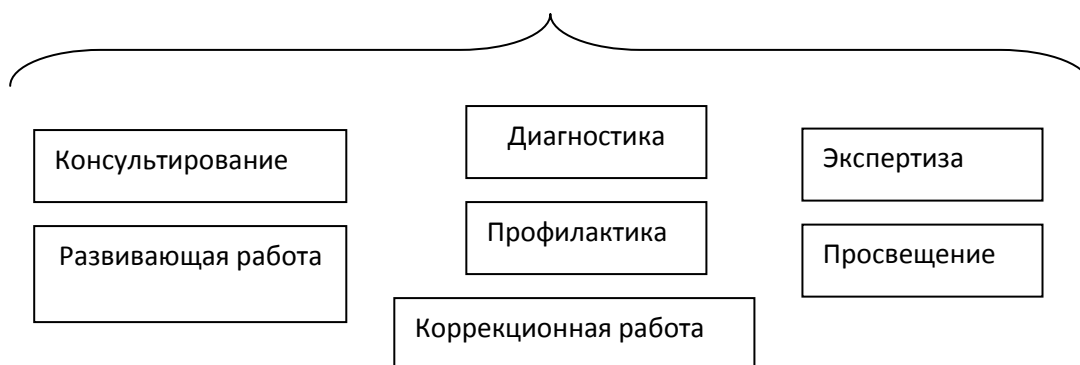 Консультирование
Диагностика
Экспертиза
Развивающая работа
Профилактика
Просвещение
Коррекционная работа